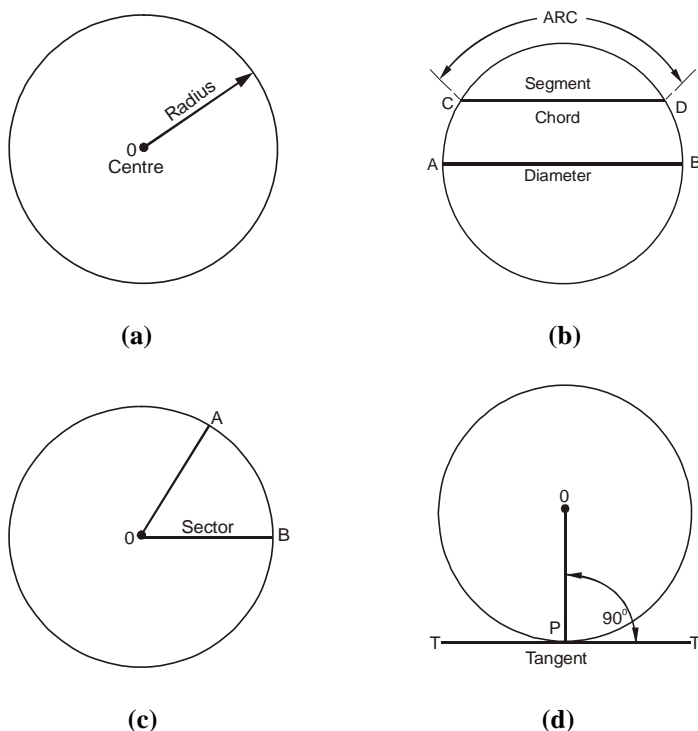 Radius
0
Centre
(a)
ARC
Segment
C D
Chord
A B
Diameter
(b)
A
Sector
0 B
(c)
0
90°
P
T T
Tangent
(d)